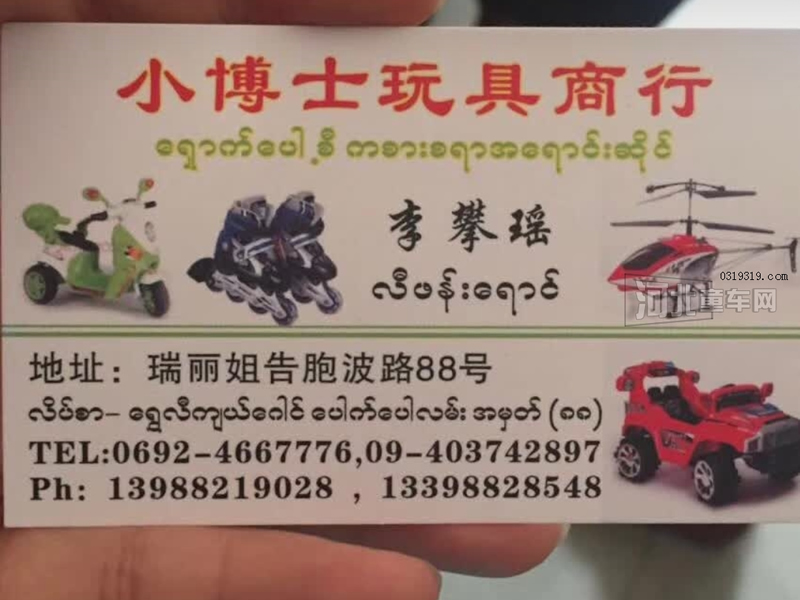 小博士玩具商行
ရှောက်ပေါ့စီ ကစားစရာအရောင်းဆိုင်
李攀瑶
လီဖန်းရောင်
0319319.com
河北童车网
地址：瑞丽姐告胞波路88号
လိပ်စာ- ရွှေလီကျယ်ဂေါင် ပေါက်ပေါလမ်း အမှတ် (၈၈)
TEL:0692-4667776,09-403742897
Ph: 13988219028 , 13398828548